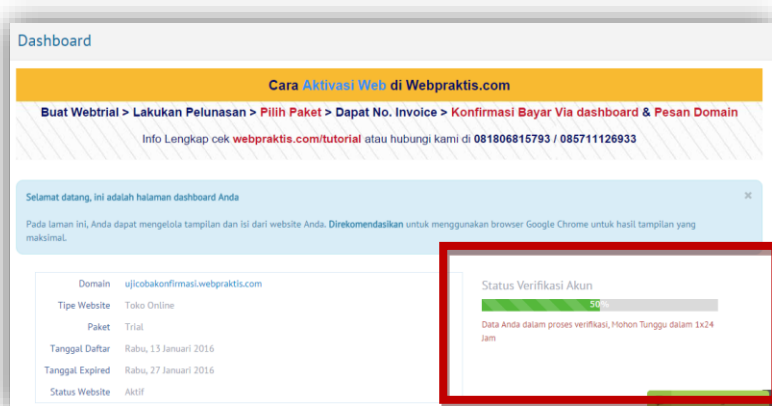 Dashboard
Cara Aktivasi Web di Webpraktis.com
Buat Webtrial > Lakukan Pelunasan > Pilih Paket > Dapat No. Invoice > Konfirmasi Bayar Via dashboard & Pesan Domain
Info Lengkap cek webpraktis.com/tutorial atau hubungi kami di 081806815793 / 085711126933
Selamat datang, ini adalah halaman dashboard Anda
×
Pada laman ini, Anda dapat mengelola tampilan dan isi dari website Anda. Direkomendasikan untuk menggunakan browser Google Chrome untuk hasil tampilan yang
maksimal.
Domain ujicobakonfirmasi.webpraktis.com
Tipe Website Toko Online
Paket Trial
Tanggal Daftar Rabu, 13 Januari 2016
Tanggal Expired Rabu, 27 Januari 2016
Status Website Aktif
Status Verifikasi Akun
50%
Data Anda dalam proses verifikasi, Mohon Tunggu dalam 1x24
Jam